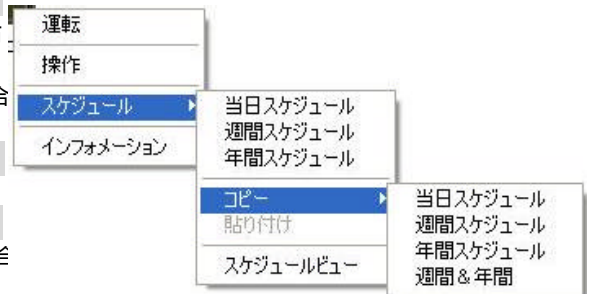 運転
操作
スケジュール
インフォメーション
当日スケジュール
週間スケジュール
年間スケジュール
コピー
貼り付け
スケジュールビュー
当日スケジュール
週間スケジュール
年間スケジュール
週間&年間